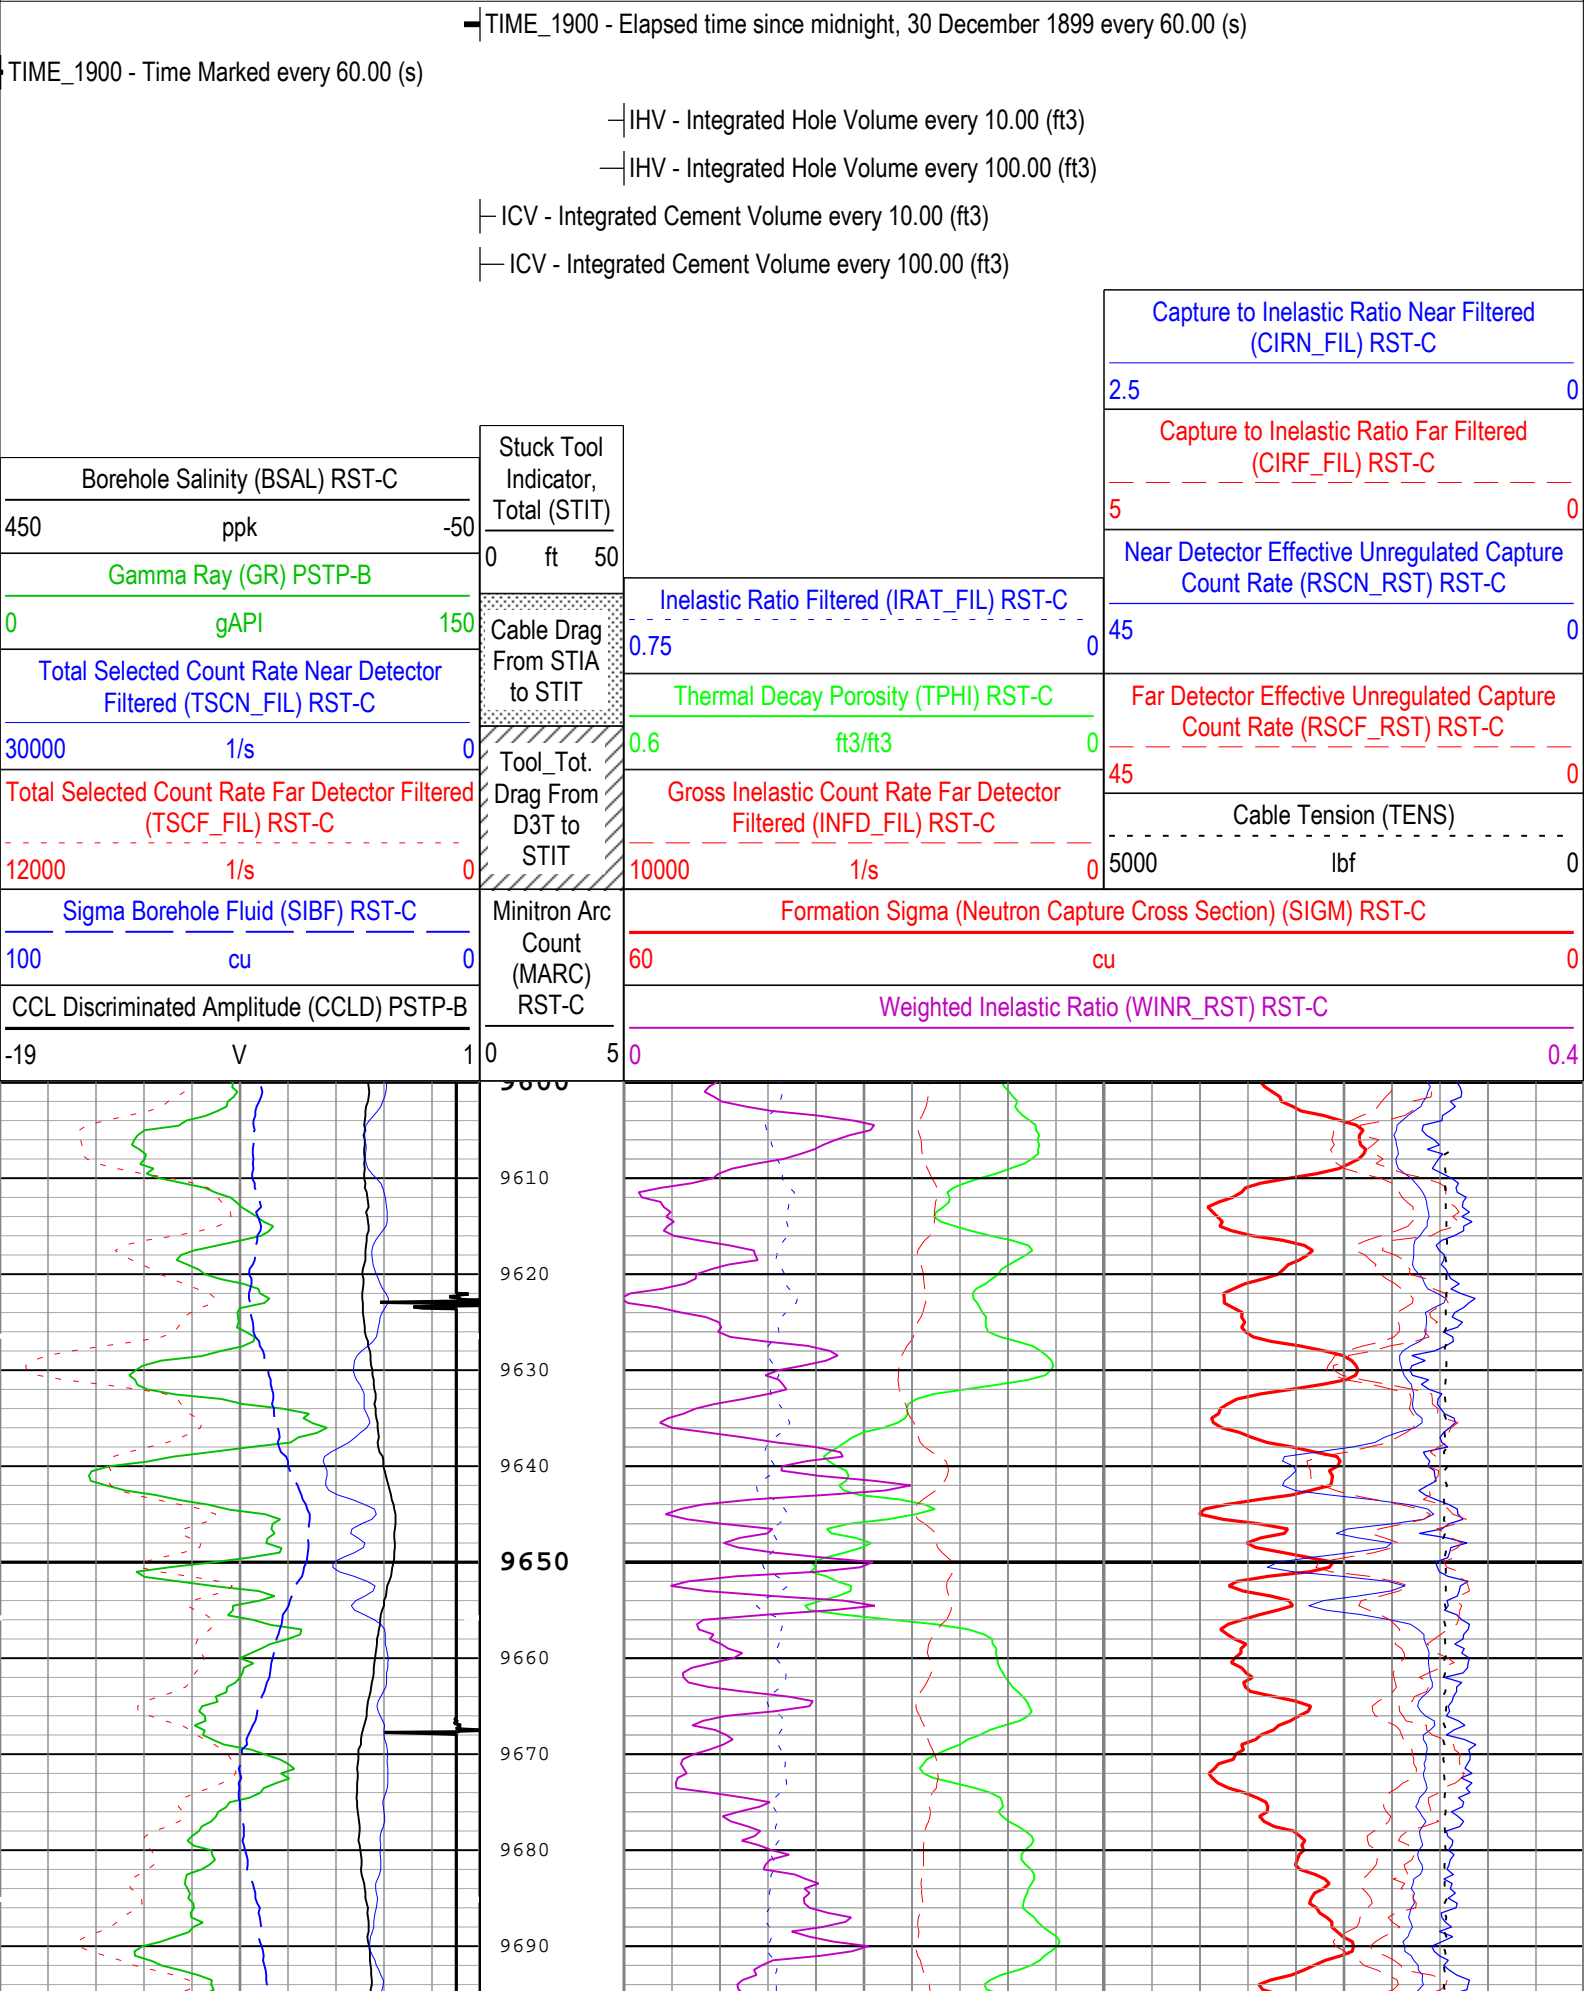 TIME_1900 - Elapsed time since midnight, 30 December 1899 every 60.00 (s)
TIME_1900 - Time Marked every 60.00 (s)
IHV - Integrated Hole Volume every 10.00 (ft3)
IHV - Integrated Hole Volume every 100.00 (ft3)
ICV - Integrated Cement Volume every 10.00 (ft3)
ICV - Integrated Cement Volume every 100.00 (ft3)
Borehole Salinity (BSAL) RST-C
450 ppk -50
Gamma Ray (GR) PSTP-B
0 gAPI 150
Total Selected Count Rate Near Detector
Filtered (TSCN_FIL) RST-C
30000 1/s 0
Total Selected Count Rate Far Detector Filtered
(TSCF_FIL) RST-C
12000 1/s 0
Sigma Borehole Fluid (SIBF) RST-C
100 cu 0
CCL Discriminated Amplitude (CCLD) PSTP-B
-19 V 1
Stuck Tool
Indicator,
Total (STIT)
0 ft 50
Cable Drag
From STIA
to STIT
Tool_Tot.
Drag From
D3T to
STIT
Minitron Arc
Count
(MARC)
RST-C
0 5
Inelastic Ratio Filtered (IRAT_FIL) RST-C
0.75 0
Thermal Decay Porosity (TPHI) RST-C
0.6 ft3/ft3 0
Gross Inelastic Count Rate Far Detector
Filtered (INFD_FIL) RST-C
10000 1/s 0
Capture to Inelastic Ratio Near Filtered
(CIRN_FIL) RST-C
2.5 0
Capture to Inelastic Ratio Far Filtered
(CIRF_FIL) RST-C
5 0
Near Detector Effective Unregulated Capture
Count Rate (RSCN_RST) RST-C
45 0
Far Detector Effective Unregulated Capture
Count Rate (RSCF_RST) RST-C
45 0
Cable Tension (TENS)
5000 lbf 0
Formation Sigma (Neutron Capture Cross Section) (SIGM) RST-C
60 cu 0
Weighted Inelastic Ratio (WINR_RST) RST-C
0 0.4
9600
9610
9620
9630
9640
9650
9660
9670
9680
9690